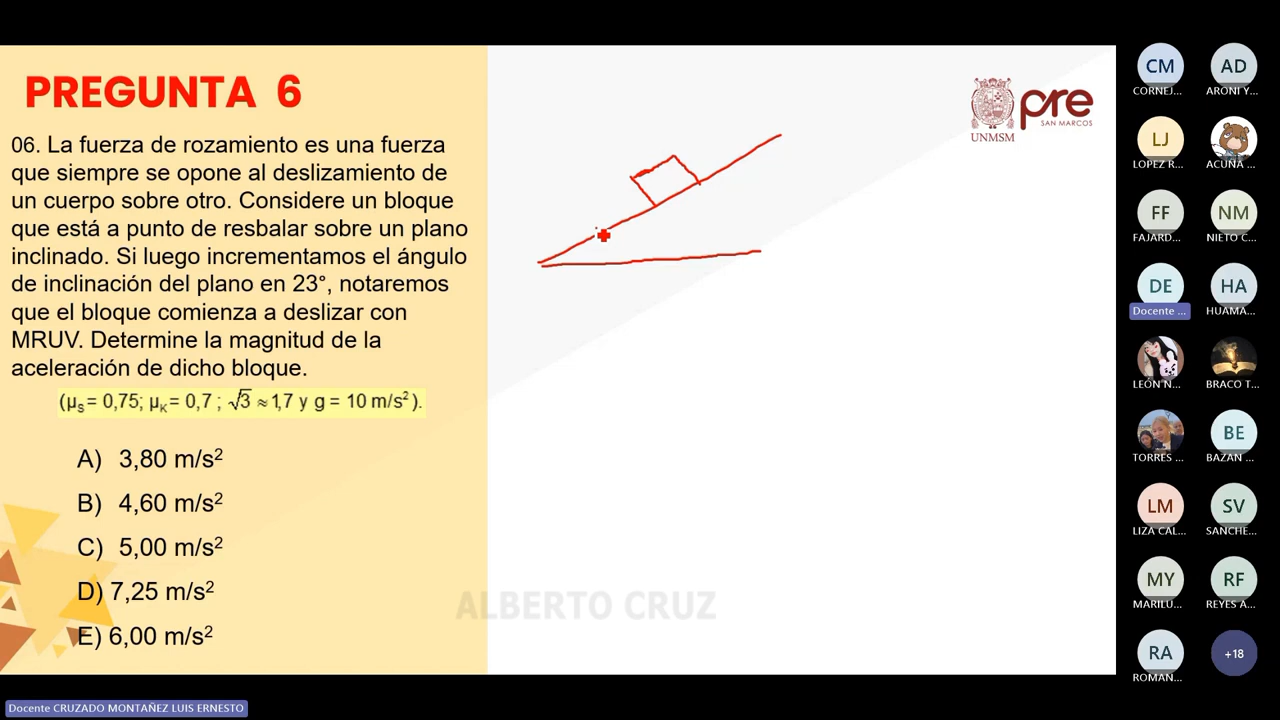 PREGUNTA 6
06. La fuerza de rozamiento es una fuerza
que siempre se opone al deslizamiento de
un cuerpo sobre otro. Considere un bloque
que está a punto de resbalar sobre un plano
inclinado. Si luego incrementamos el ángulo
de inclinación del plano en 23°, notaremos
que el bloque comienza a deslizar con
MRUV. Determine la magnitud de la
aceleración de dicho bloque.
(μS = 0,75; μK = 0,7 ; √3 ≈ 1,7 y g = 10 m/s²).
A) 3,80 m/s²
B) 4,60 m/s²
C) 5,00 m/s²
D) 7,25 m/s²
E) 6,00 m/s²
UNMSM
pre
SAN MARCOS
ALBERTO CRUZ
CM
CORNEJ...
AD
ARONI Y...
LJ
LOPEZ R...
ACUÑA ...
FF
FAJARD...
NM
NIETO C...
DE
Docente ...
HA
HUAMA...
LEÓN N...
BRACO T...
TORRES ...
BE
BAZAN ...
LM
LIZA CAL...
SV
SANCHE...
MY
MARILU...
RF
REYES A...
RA
ROMAN...
+18
Docente CRUZADO MONTAÑEZ LUIS ERNESTO